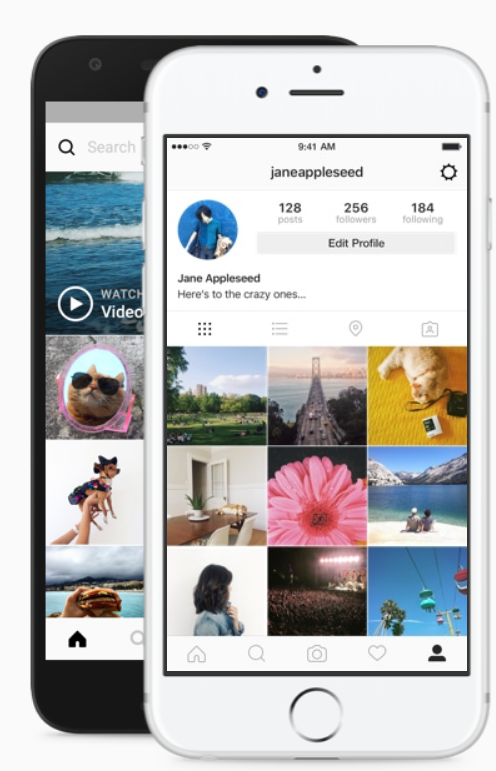 Search
WATCH
Video
9:41 AM
janeappleseed
128
posts
256
followers
184
following
Edit Profile
Jane Appleseed
Here's to the crazy ones...